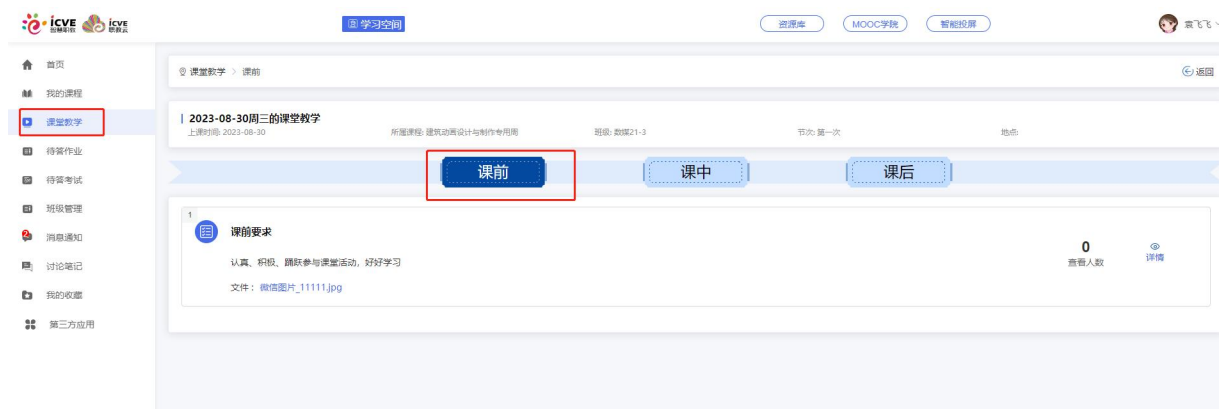 icve 智慧职教 icve 职教云 学习空间 资源库 MOOC学院 智能投屏 袁飞飞
首页
课堂教学 > 课前 返回
我的课程
课堂教学
2023-08-30周三的课堂教学
上课时间: 2023-08-30 所属课程: 建筑动画设计与制作专用周 班级: 数媒21-3 节次: 第一次 地点:
待答作业
课前 课中 课后
待答考试
班级管理
1
课前要求
2
消息通知
0
查看人数 详情
讨论笔记
认真、积极、踊跃参与课堂活动, 好好学习
我的收藏
文件: 微信图片_11111.jpg
第三方应用